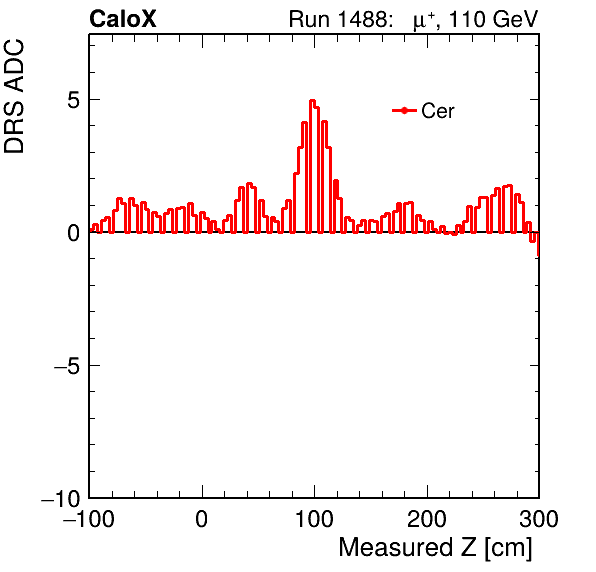 CaloX Run 1488: μ⁺, 110 GeV
DRS ADC
Cer
5
0
−5
−10
−100 0 100 200 300
Measured Z [cm]